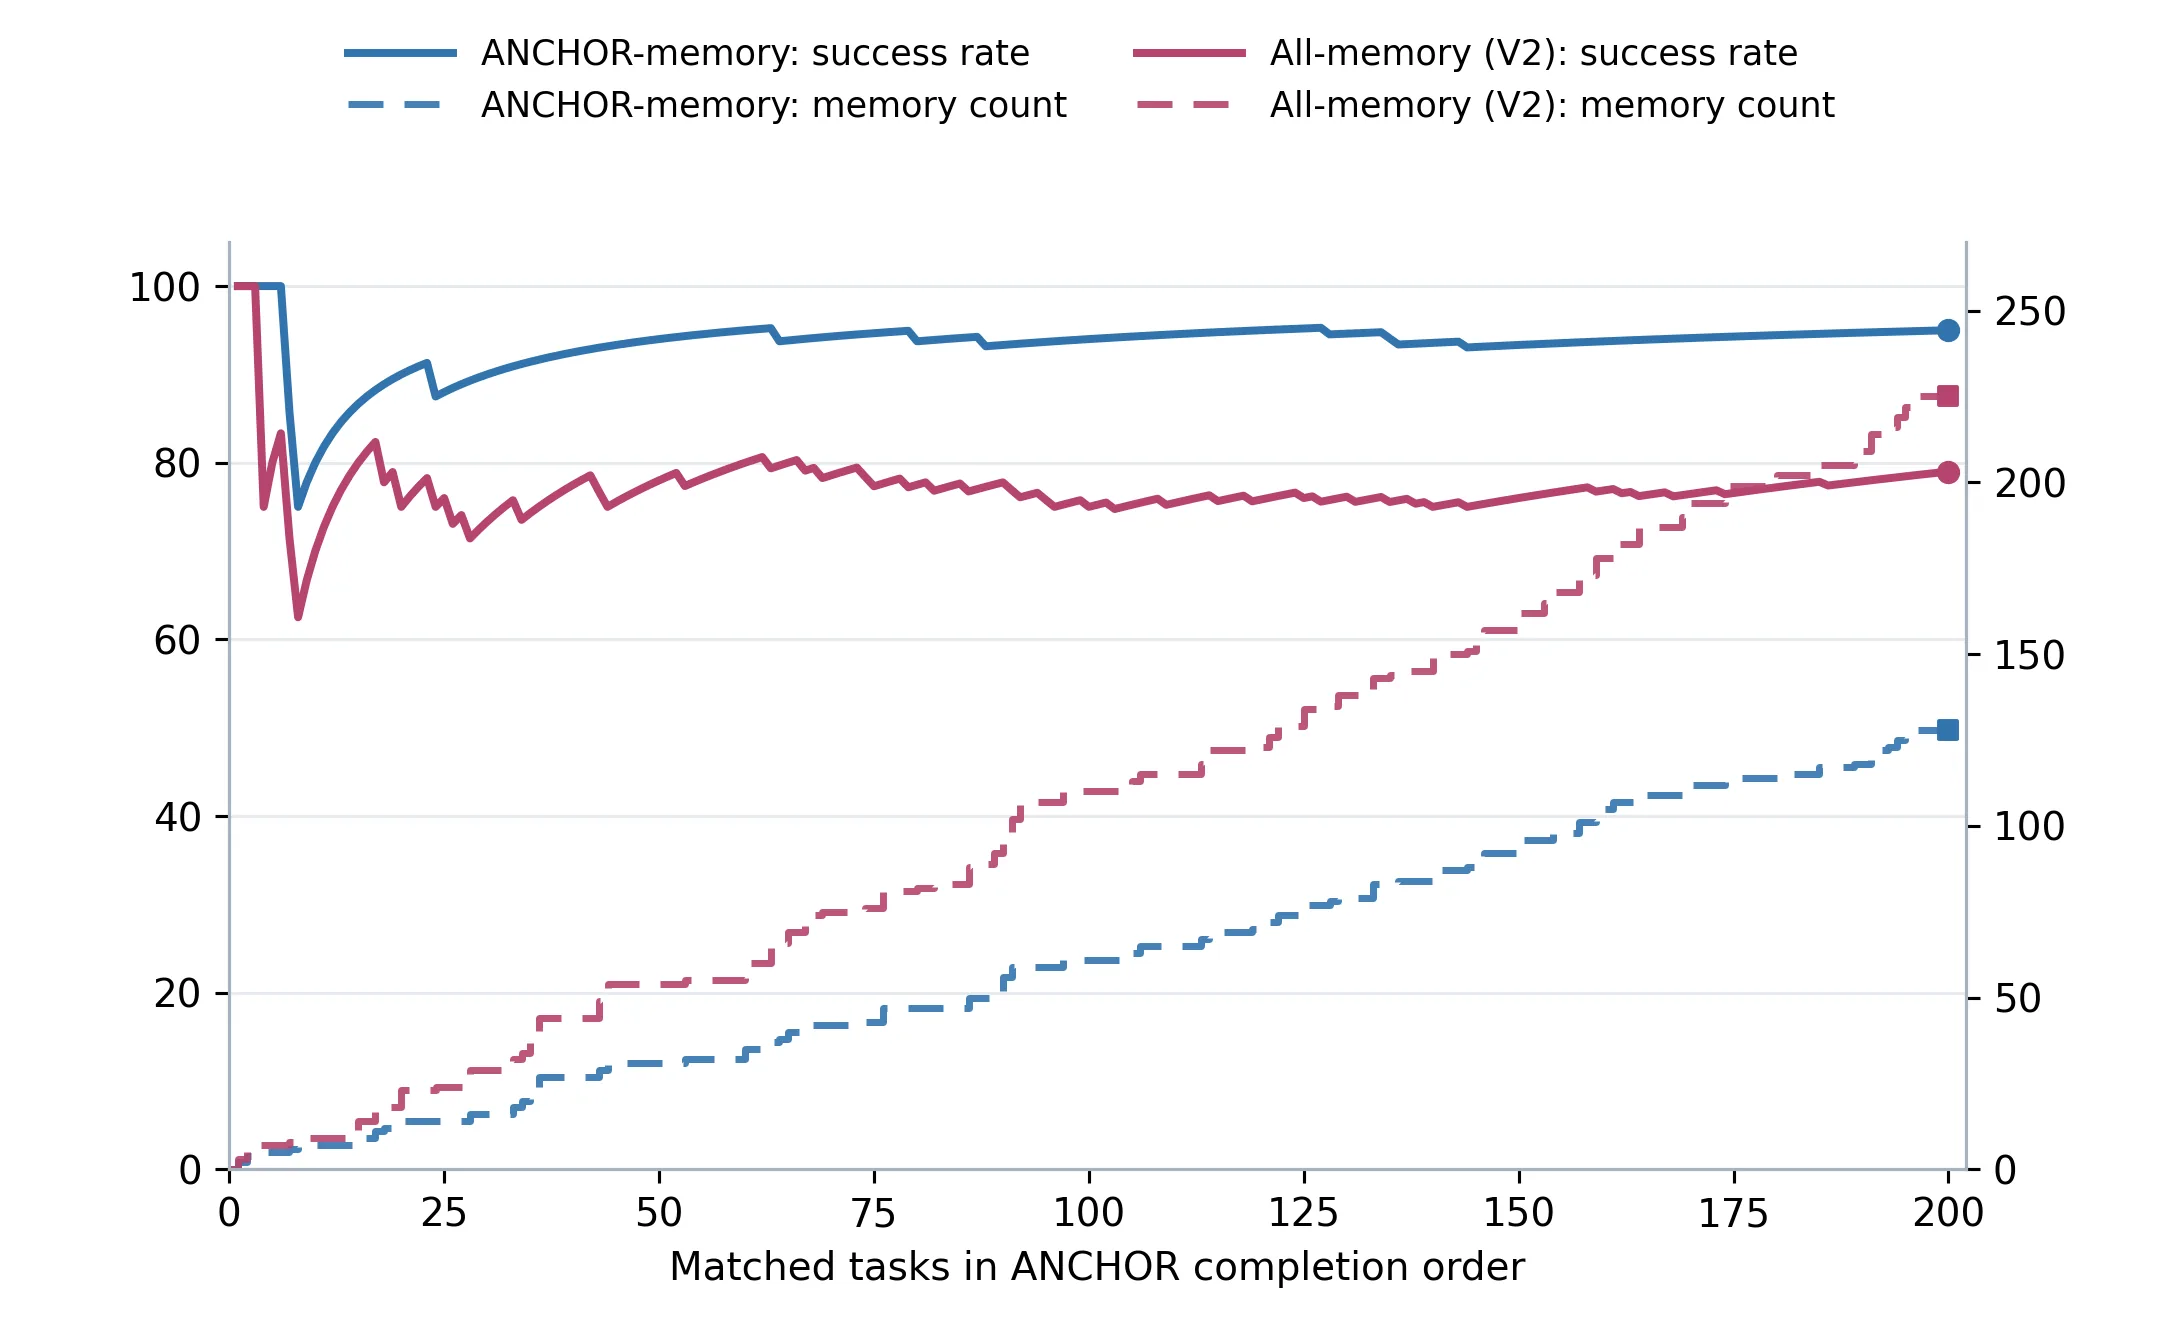 ANCHOR-memory: success rate
ANCHOR-memory: memory count
All-memory (V2): success rate
All-memory (V2): memory count
100
80
60
40
20
0
250
200
150
100
50
0
0 25 50 75 100 125 150 175 200
Matched tasks in ANCHOR completion order